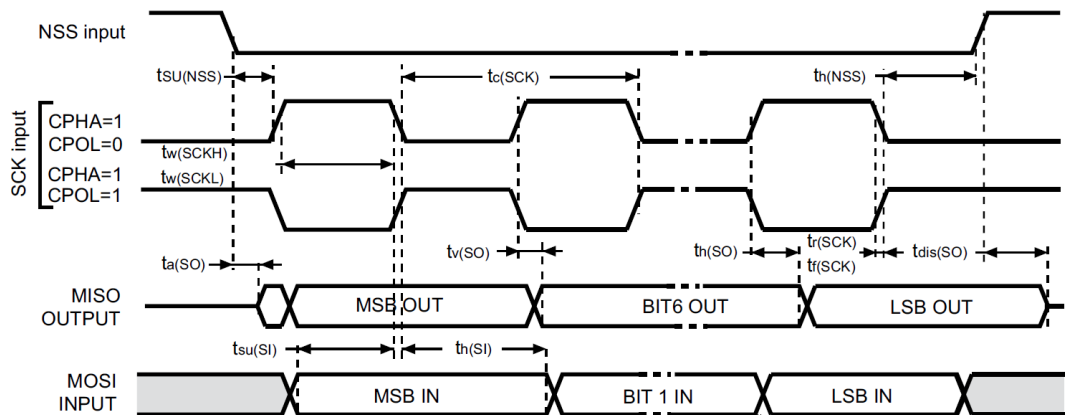 NSS input
tSU(NSS)
tc(SCK)
th(NSS)
SCK input
CPHA=1
CPOL=0
tw(SCKH)
CPHA=1
tw(SCKL)
CPOL=1
ta(SO)
tv(SO)
th(SO)
tr(SCK)
tf(SCK)
tdis(SO)
MISO
OUTPUT
MSB OUT
BIT6 OUT
LSB OUT
tsu(SI)
th(SI)
MOSI
INPUT
MSB IN
BIT 1 IN
LSB IN